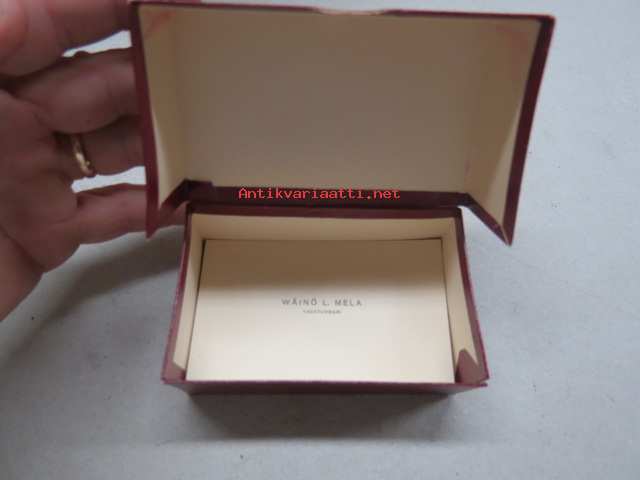 Antikvariaatti.net
WÄINÖ L. MELA